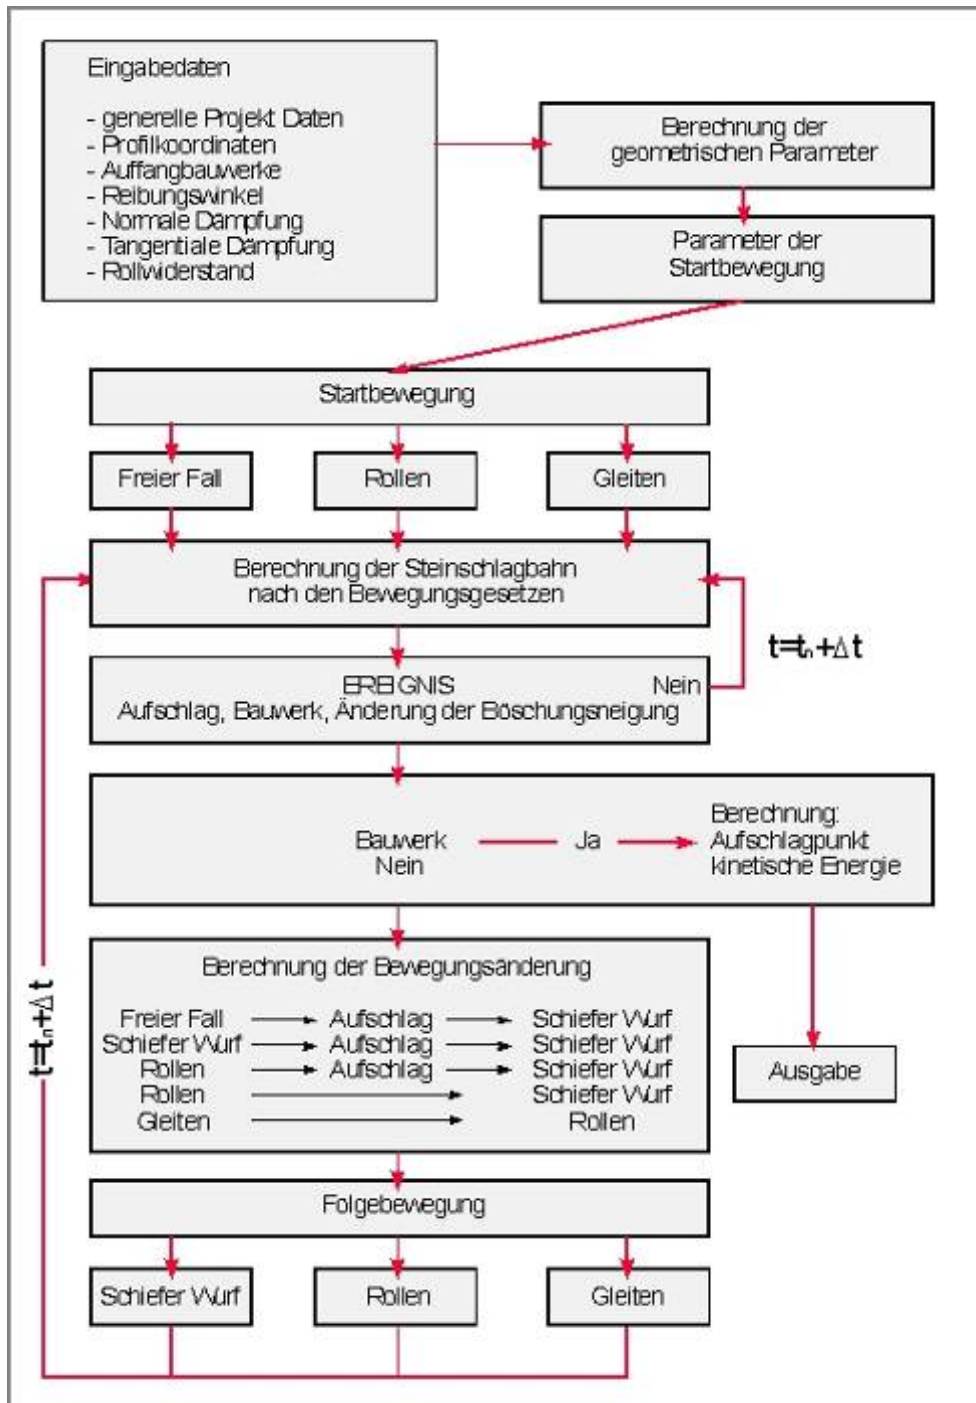 Eingabedaten
- generelle Projekt Daten
- Profilkoordinaten
- Auffangbauwerke
- Reibungswinkel
- Normale Dämpfung
- Tangentiale Dämpfung
- Rollwiderstand
Berechnung der
geometrischen Parameter
Parameter der
Startbewegung
Startbewegung
Freier Fall
Rollen
Gleiten
Berechnung der Steinschlagbahn
nach den Bewegungsgesetzen
t=tn+Δt
EREIGNIS Nein
Aufschlag, Bauwerk, Änderung der Böschungsneigung
Bauwerk Ja
Nein
Berechnung:
Aufschlagpunkt
kinetische Energie
Berechnung der Bewegungsänderung
Freier Fall Aufschlag Schiefer Wurf
Schiefer Wurf Aufschlag Schiefer Wurf
Rollen Aufschlag Schiefer Wurf
Rollen Schiefer Wurf
Gleiten Rollen
Ausgabe
t=tn+Δt
Folgebewegung
Schiefer Wurf
Rollen
Gleiten